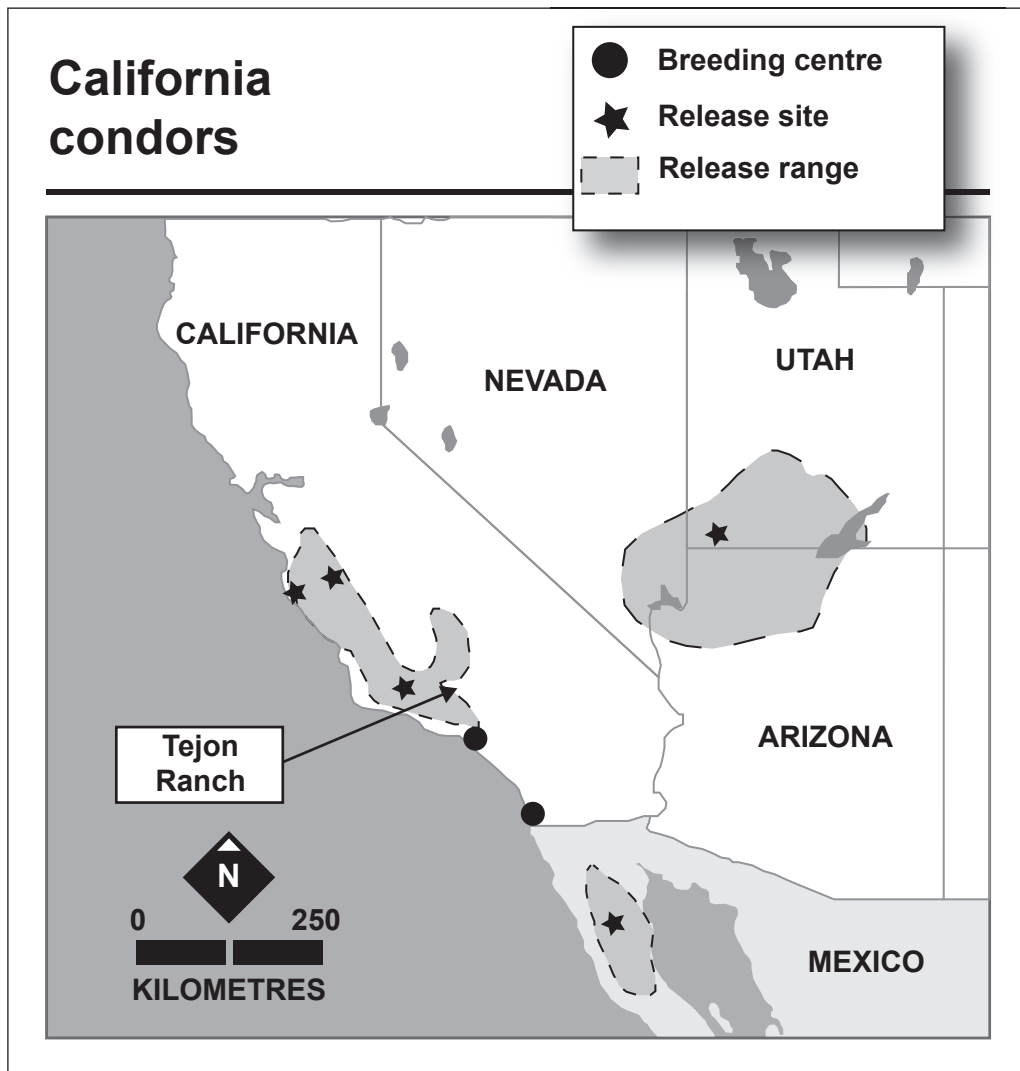 California
condors
Breeding centre
Release site
Release range
CALIFORNIA
NEVADA
UTAH
Tejon
Ranch
ARIZONA
N
0 250
KILOMETRES
MEXICO